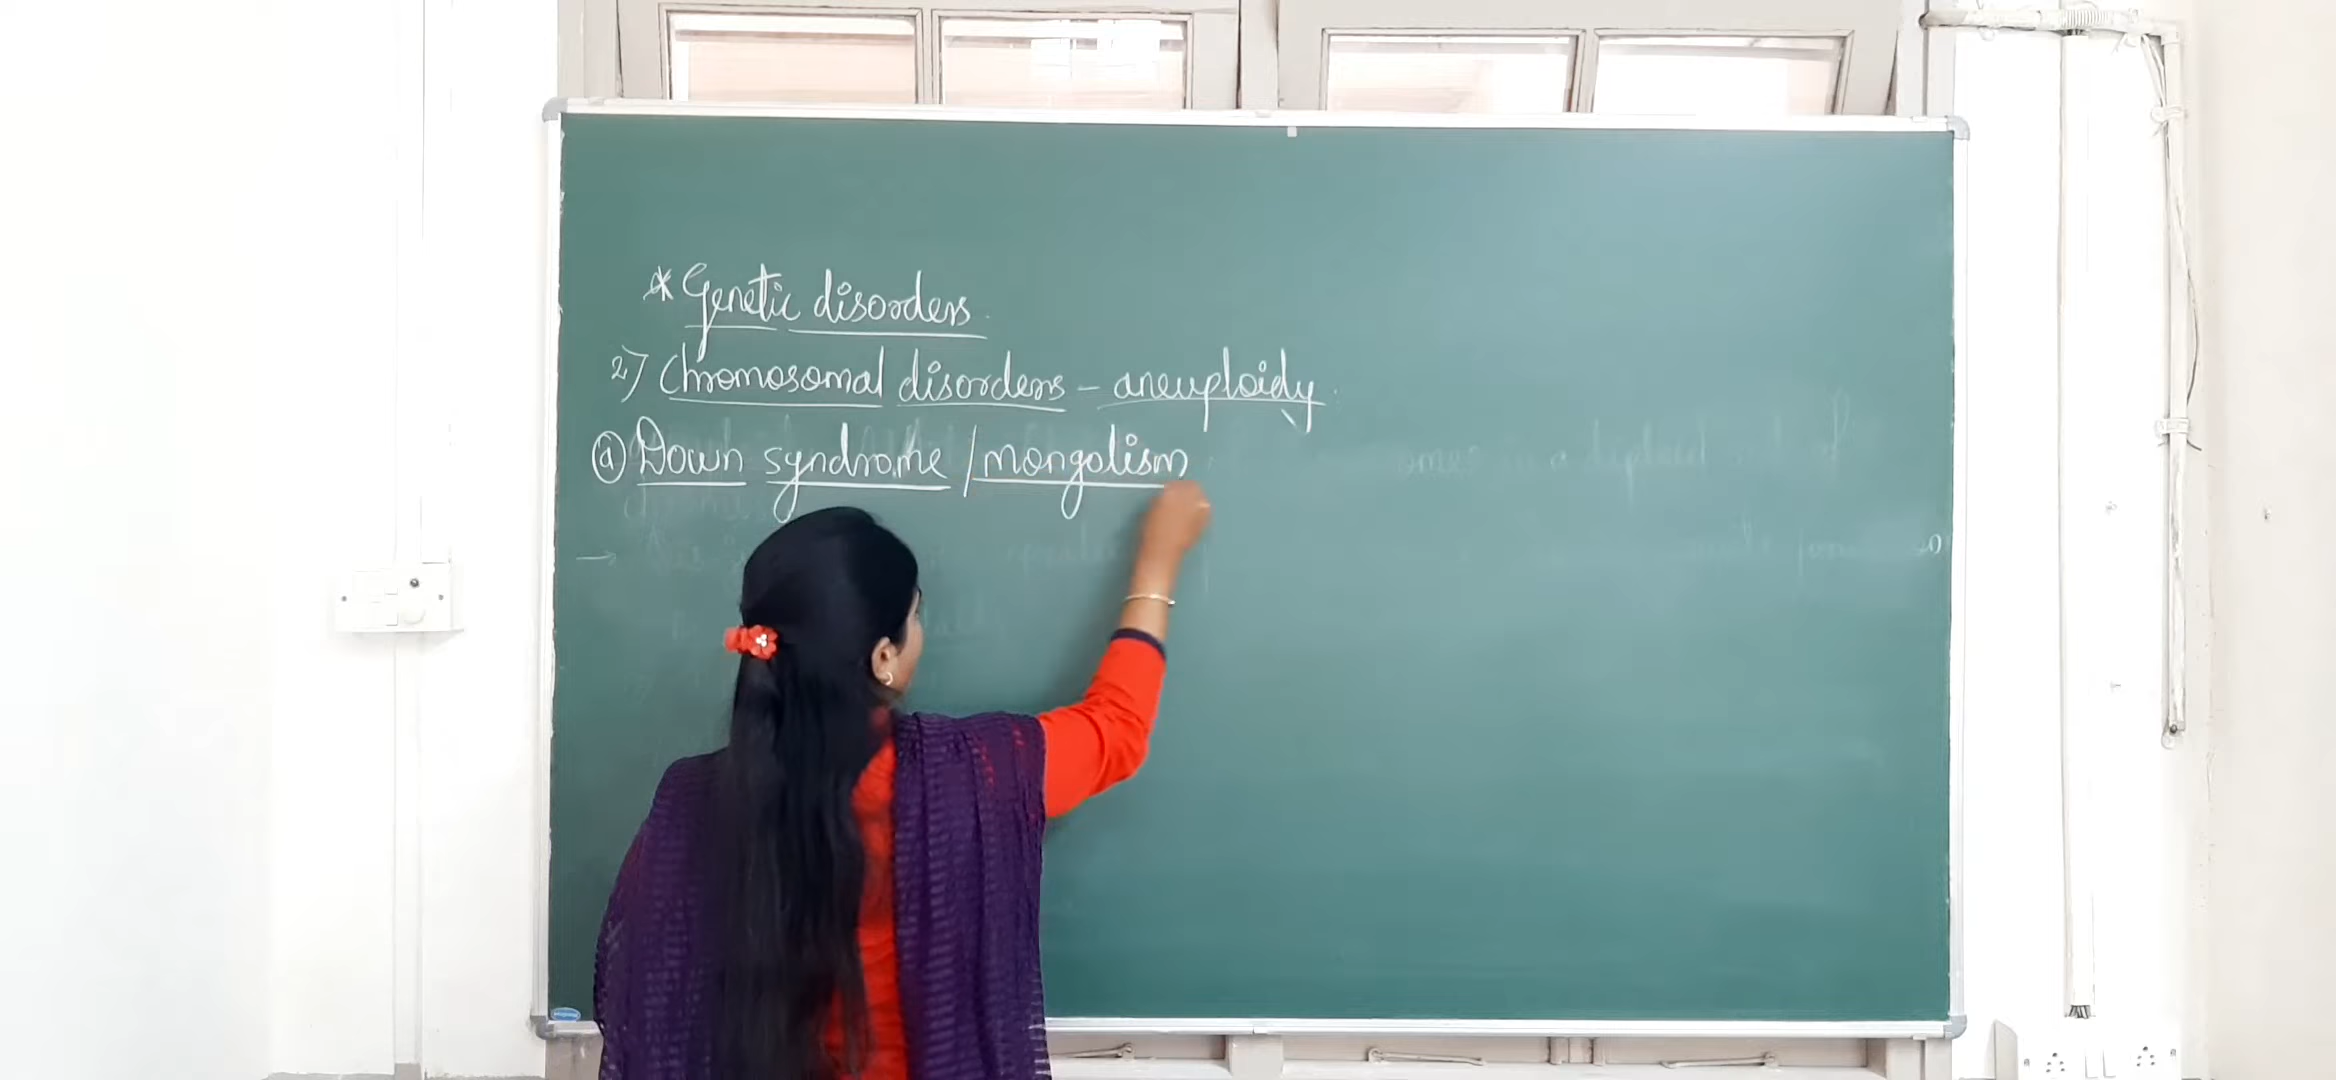 * Genetic disorders.
2) Chromosomal disorders - aneuploidy.
ⓐ Down syndrome / mongolism
→